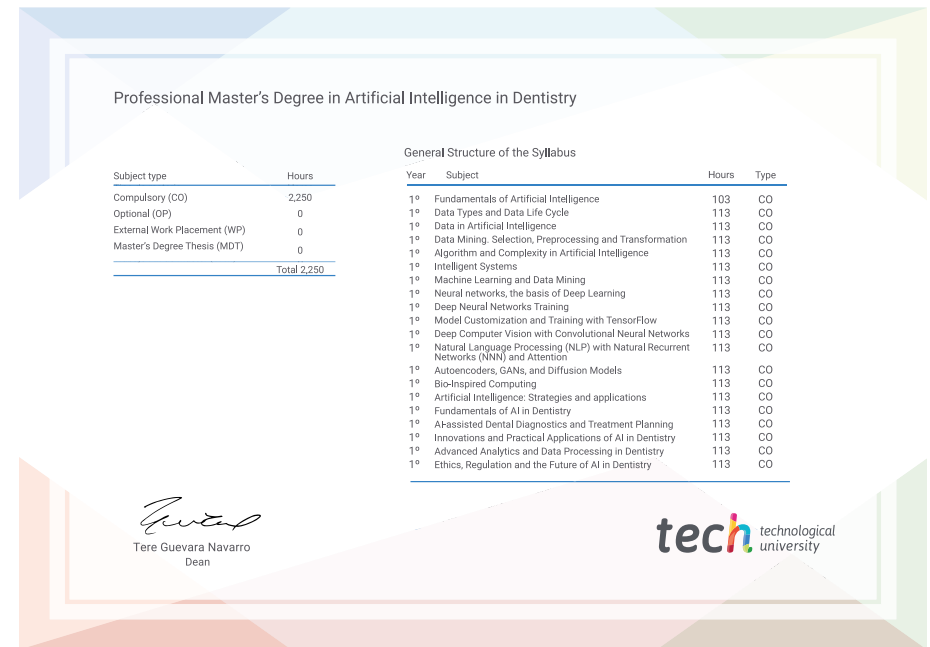 Professional Master's Degree in Artificial Intelligence in Dentistry
Subject type Hours
Compulsory (CO) 2,250
Optional (OP) 0
External Work Placement (WP) 0
Master's Degree Thesis (MDT) 0
Total 2,250
General Structure of the Syllabus
Year Subject Hours Type
1º Fundamentals of Artificial Intelligence 103 CO
1º Data Types and Data Life Cycle 113 CO
1º Data in Artificial Intelligence 113 CO
1º Data Mining. Selection, Preprocessing and Transformation 113 CO
1º Algorithm and Complexity in Artificial Intelligence 113 CO
1º Intelligent Systems 113 CO
1º Machine Learning and Data Mining 113 CO
1º Neural networks, the basis of Deep Learning 113 CO
1º Deep Neural Networks Training 113 CO
1º Model Customization and Training with TensorFlow 113 CO
1º Deep Computer Vision with Convolutional Neural Networks 113 CO
1º Natural Language Processing (NLP) with Natural Recurrent 113 CO
Networks (NNN) and Attention
1º Autoencoders, GANs, and Diffusion Models 113 CO
1º Bio-Inspired Computing 113 CO
1º Artificial Intelligence: Strategies and applications 113 CO
1º Fundamentals of AI in Dentistry 113 CO
1º AI-assisted Dental Diagnostics and Treatment Planning 113 CO
1º Innovations and Practical Applications of AI in Dentistry 113 CO
1º Advanced Analytics and Data Processing in Dentistry 113 CO
1º Ethics, Regulation and the Future of AI in Dentistry 113 CO
Tere Guevara Navarro
Dean
tech technological
university